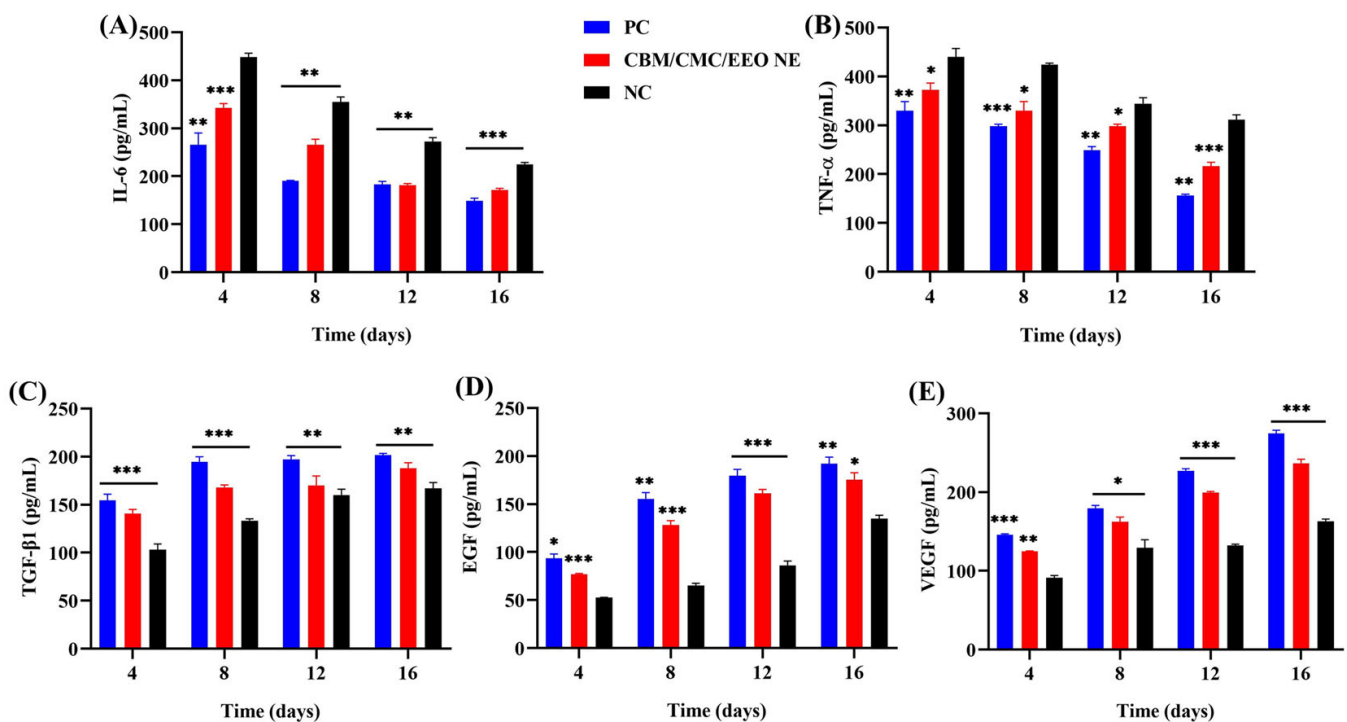 (A)
500
400
300
200
100
0
IL-6 (pg/mL)
** *** ** ** ***
4 8 12 16
Time (days)
PC
CBM/CMC/EEO NE
NC
(B)
500
400
300
200
100
0
TNF-α (pg/mL)
** * *** * ** * ** ***
4 8 12 16
Time (days)
(C)
250
200
150
100
50
0
TGF-β1 (pg/mL)
*** *** ** **
4 8 12 16
Time (days)
(D)
250
200
150
100
50
0
EGF (pg/mL)
* *** ** *** *** ** *
4 8 12 16
Time (days)
(E)
300
200
100
0
VEGF (pg/mL)
*** ** * *** ***
4 8 12 16
Time (days)